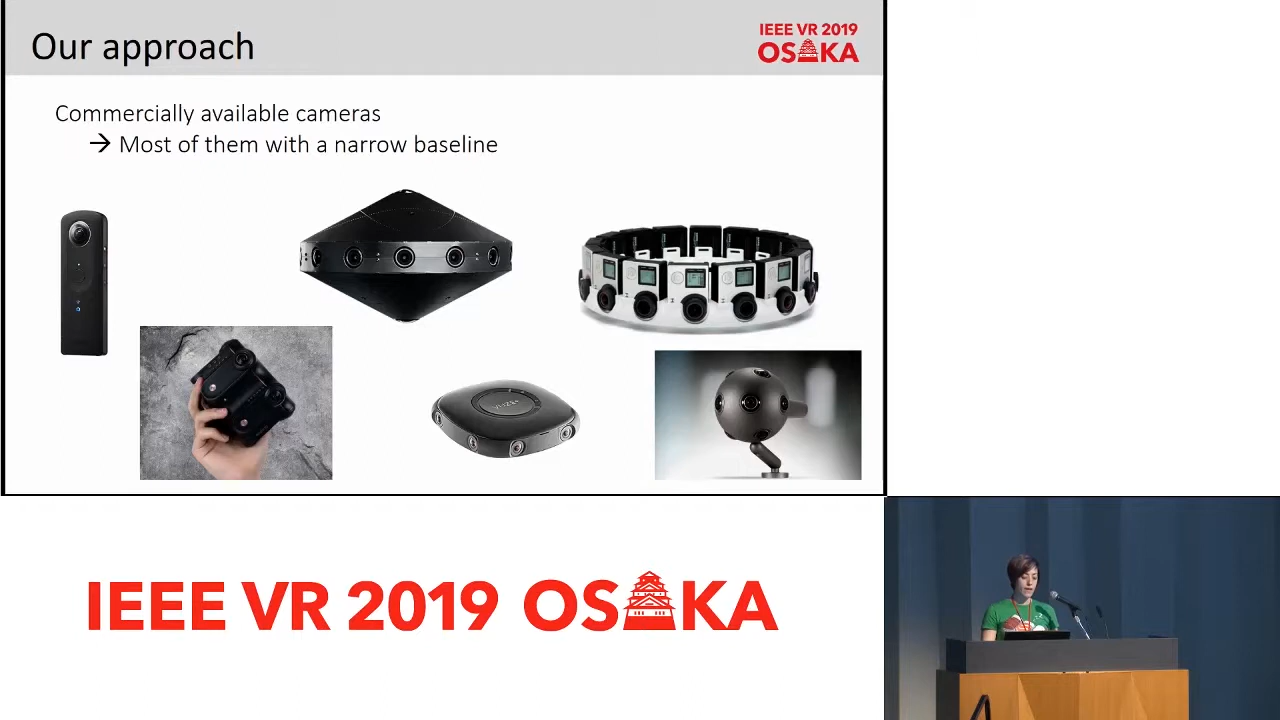 Our approach
IEEE VR 2019
OSAKA
Commercially available cameras
→ Most of them with a narrow baseline
VUZE+
IEEE VR 2019 OSAKA